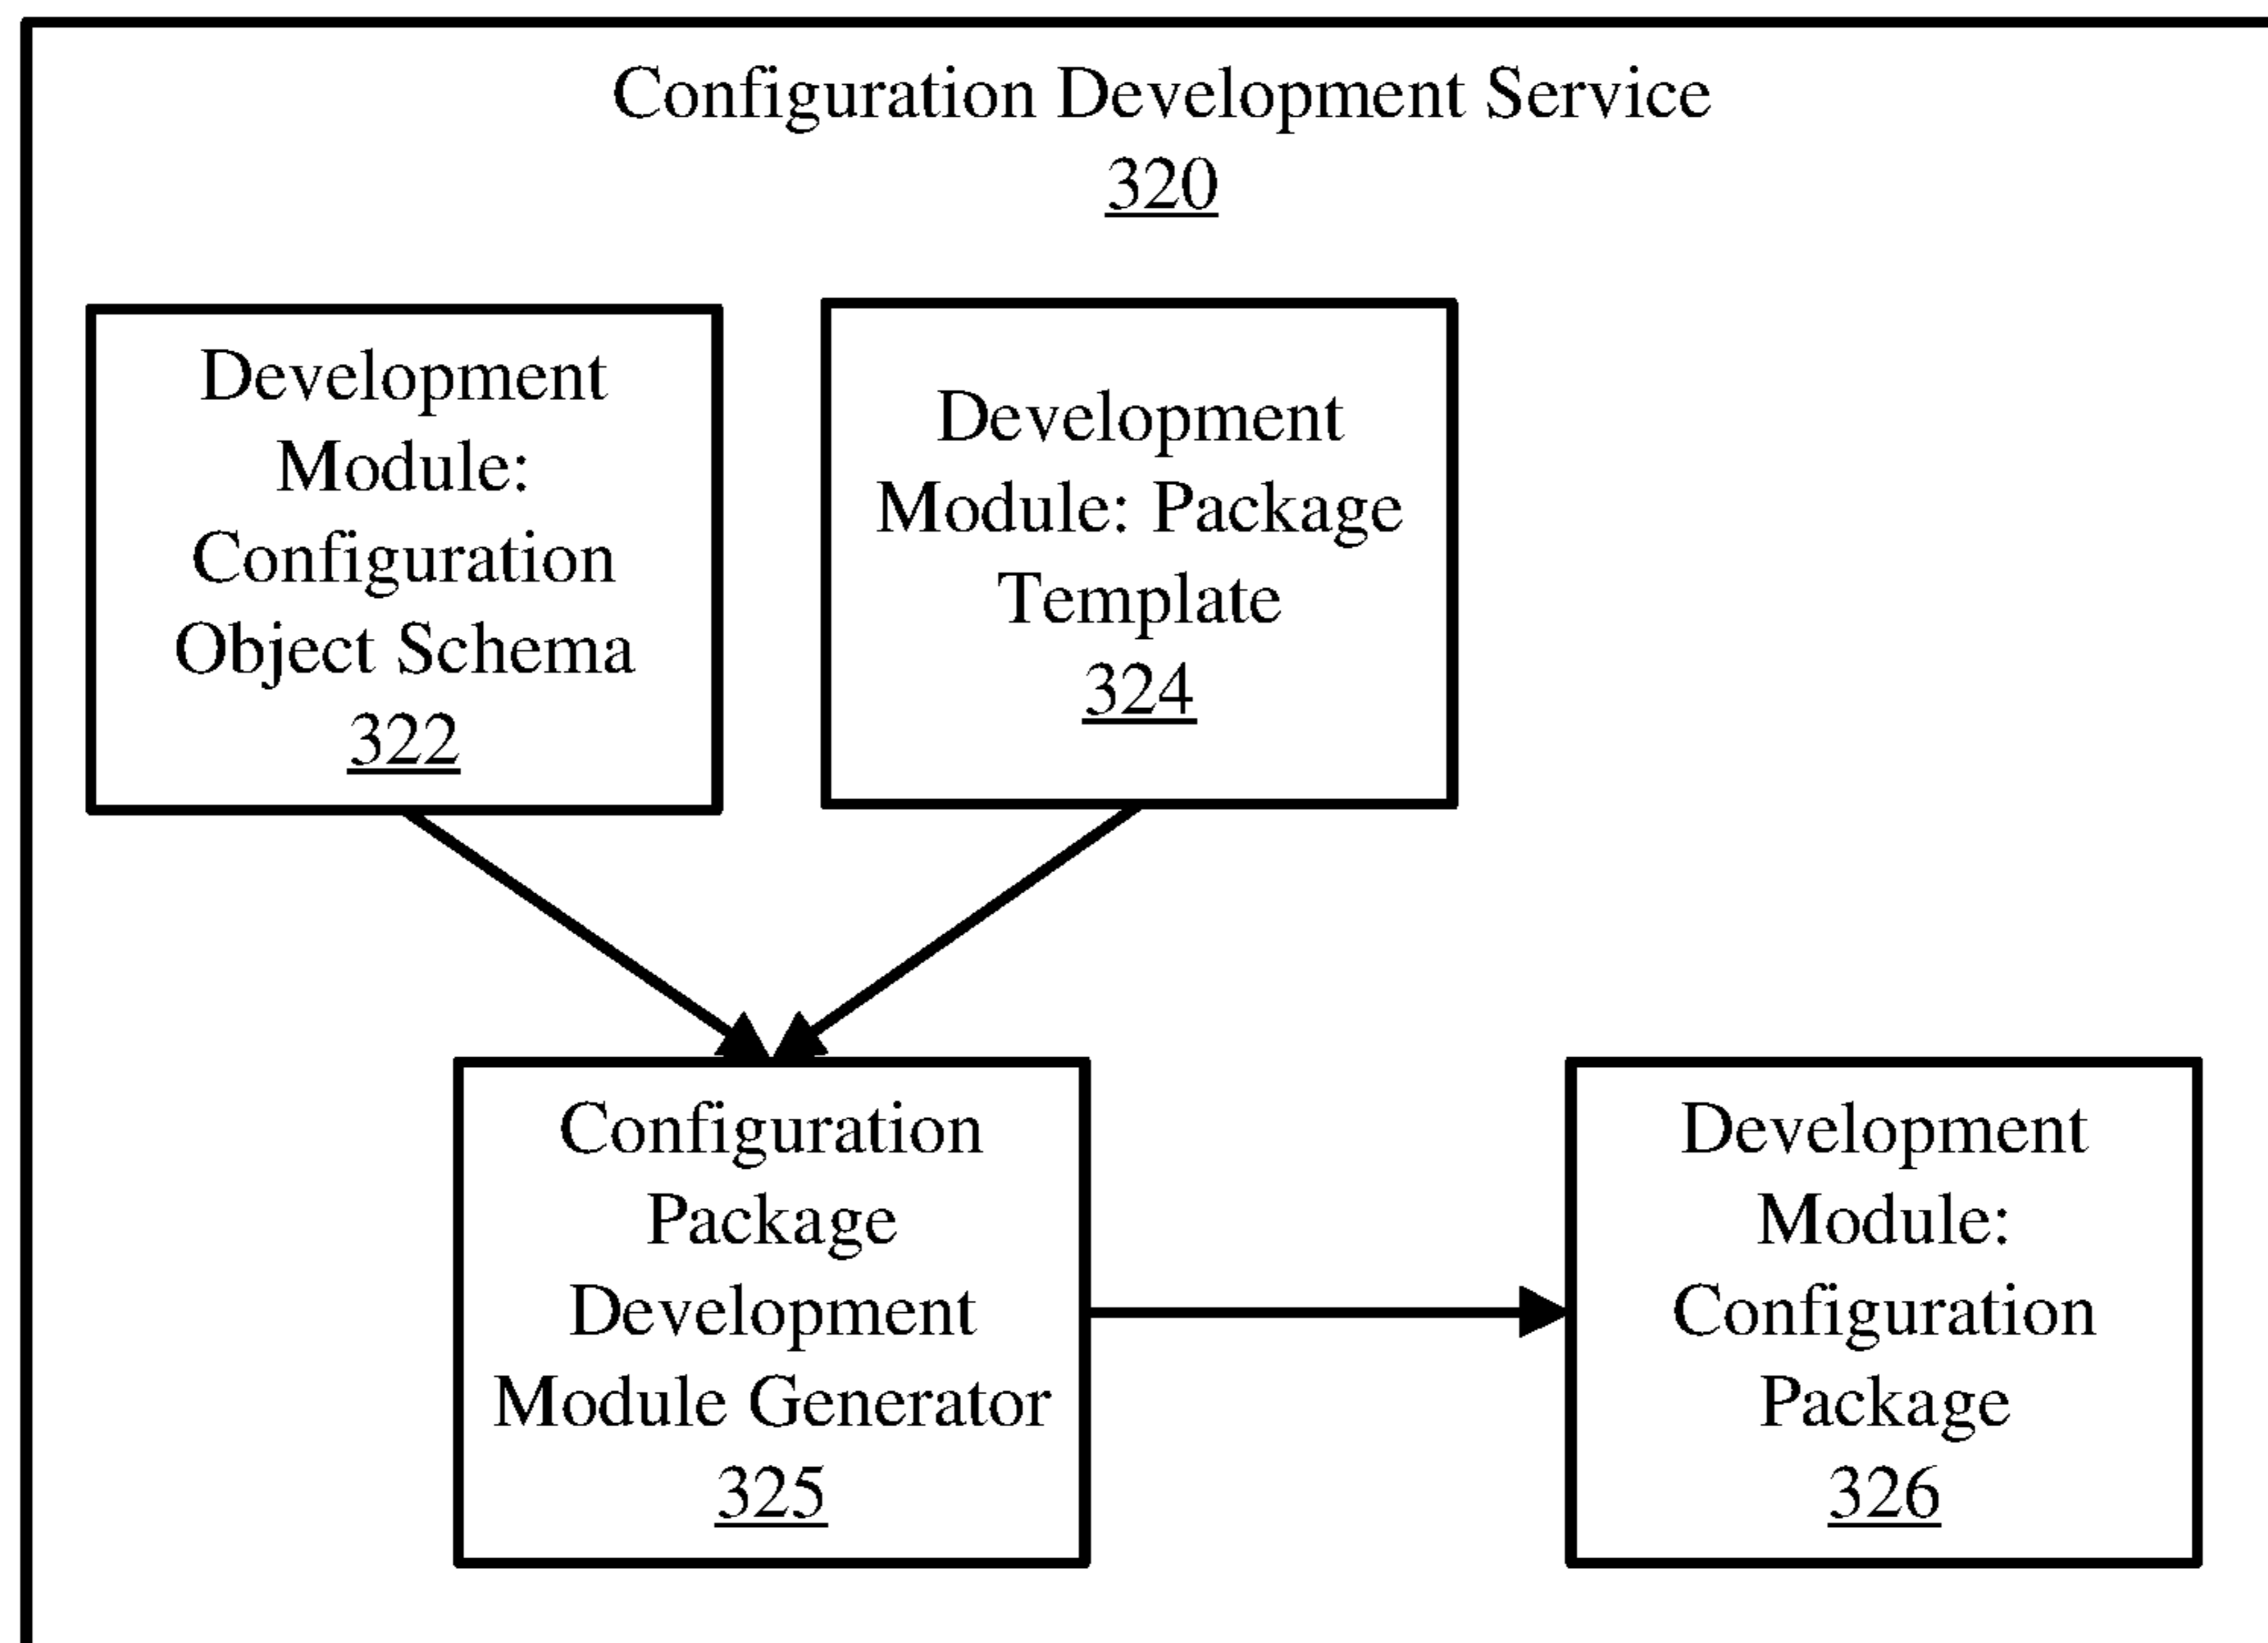 Configuration Development Service
320
Development
Module:
Configuration
Object Schema
322
Development
Module: Package
Template
324
Configuration
Package
Development
Module Generator
325
Development
Module:
Configuration
Package
326